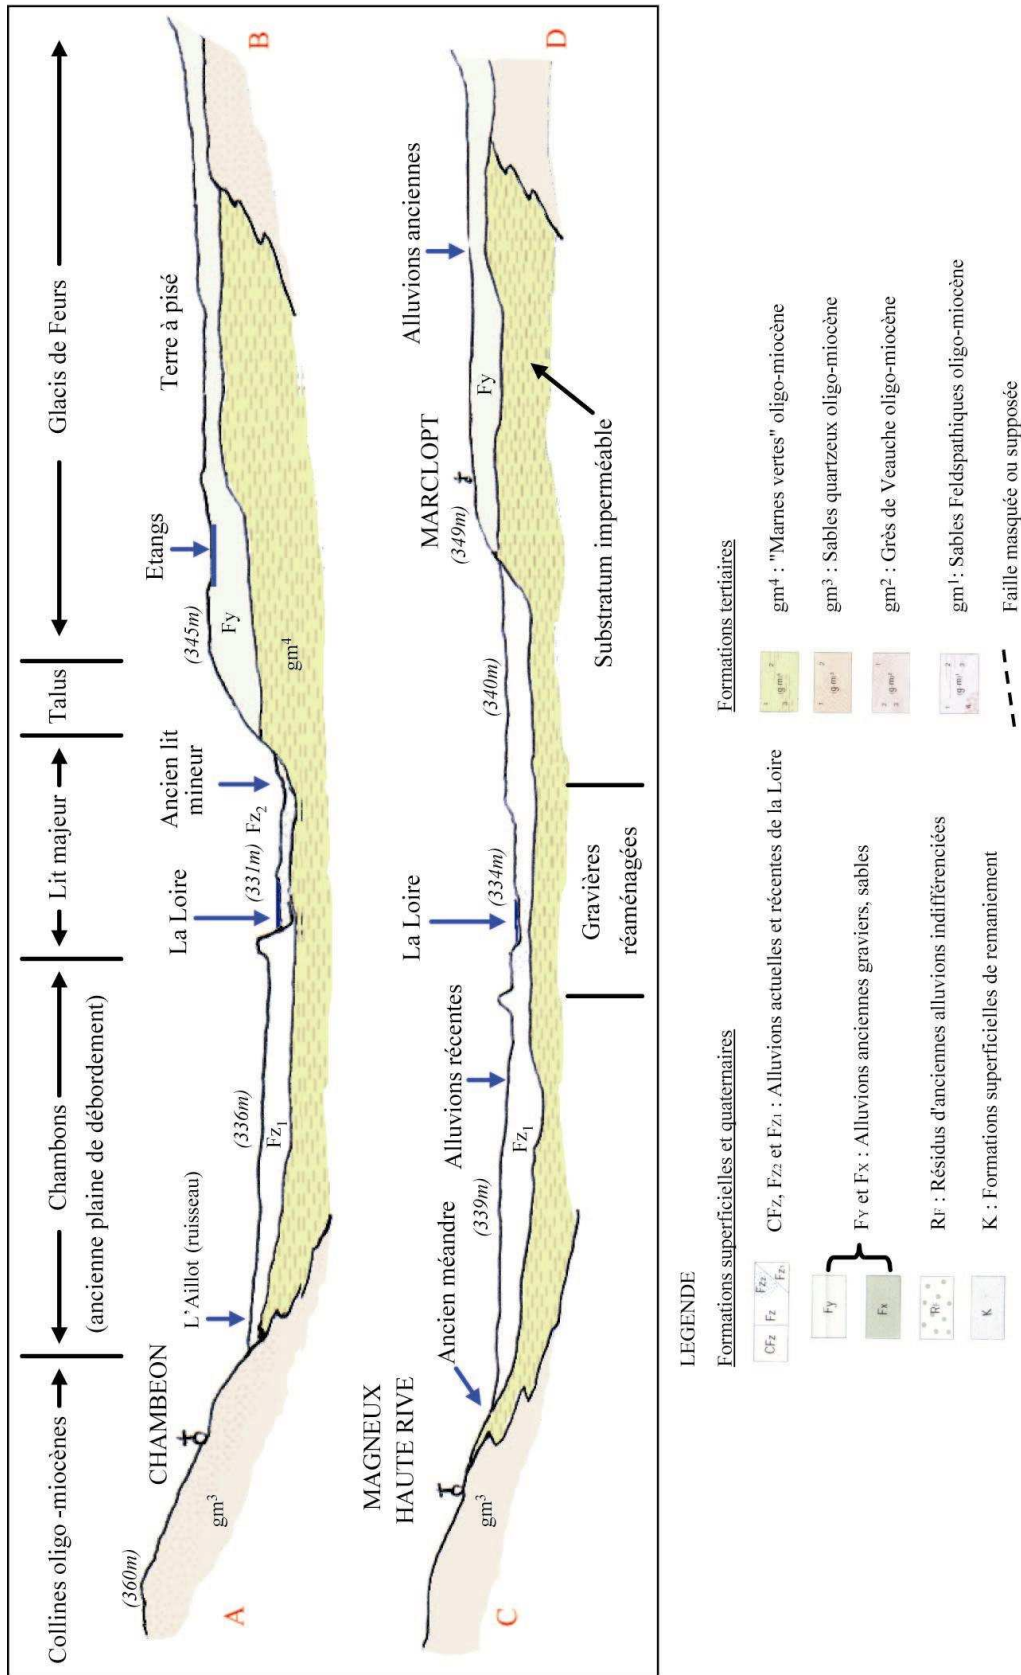 Collines oligo -miocènes
Chambons
(ancienne plaine de débordement)
Lit majeur
Talus
Glacis de Feurs
(360m)
CHAMBEON
L'Aillot (ruisseau)
(336m)
La Loire
(331m)
Ancien lit
mineur
(345m)
Etangs
Terre à pisé
gm³
Fz₁
Fz₂
Fy
gm⁴
A
B
MAGNEUX
HAUTE RIVE
Ancien méandre
(339m)
Alluvions récentes
La Loire
(334m)
(340m)
(349m)
MARCLOPT
Alluvions anciennes
gm³
Fz₁
Fy
C
D
Gravières
réaménagées
Substratum imperméable
LEGENDE
Formations superficielles et quaternaires
CFz Fz Fz₂ Fz₁
CFz, Fz₂ et Fz₁ : Alluvions actuelles et récentes de la Loire
Fy
Fx
Fy et Fx : Alluvions anciennes graviers, sables
RF : Résidus d'anciennes alluvions indifférenciées
K
K : Formations superficielles de remaniement
Formations tertiaires
gm⁴ : "Marnes vertes" oligo-miocène
gm³ : Sables quartzeux oligo-miocène
gm² : Grès de Veauche oligo-miocène
gm¹: Sables Feldspathiques oligo-miocène
Faille masquée ou supposée